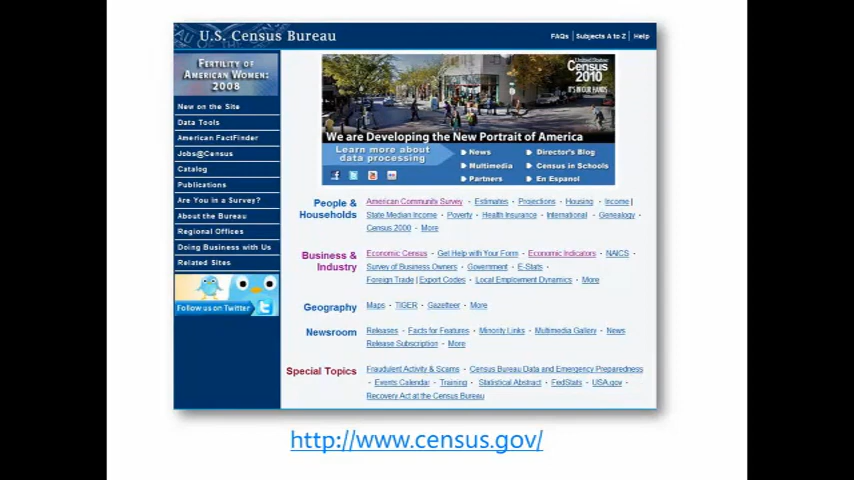 U.S. Census Bureau
FAQs | Subjects A to Z | Help
FERTILITY OF
AMERICAN WOMEN:
2008
New on the Site
Data Tools
American FactFinder
Jobs@Census
Catalog
Publications
Are You in a Survey?
About the Bureau
Regional Offices
Doing Business with Us
Related Sites
Follow us on Twitter
United States
Census
2010
IT'S IN OUR HANDS
We are Developing the New Portrait of America
Learn more about
data processing
News
Multimedia
Partners
Director's Blog
Census in Schools
En Espanol
People &
Households
American Community Survey · Estimates · Projections · Housing · Income |
State Median Income · Poverty · Health Insurance · International · Genealogy ·
Census 2000 · More
Business &
Industry
Economic Census · Get Help with Your Form · Economic Indicators · NAICS ·
Survey of Business Owners · Government · E-Stats ·
Foreign Trade | Export Codes · Local Employment Dynamics · More
Geography
Maps · TIGER · Gazetteer · More
Newsroom
Releases · Facts for Features · Minority Links · Multimedia Gallery · News
Release Subscription · More
Special Topics
Fraudulent Activity & Scams · Census Bureau Data and Emergency Preparedness
· Events Calendar · Training · Statistical Abstract · FedStats · USA.gov ·
Recovery Act at the Census Bureau
http://www.census.gov/